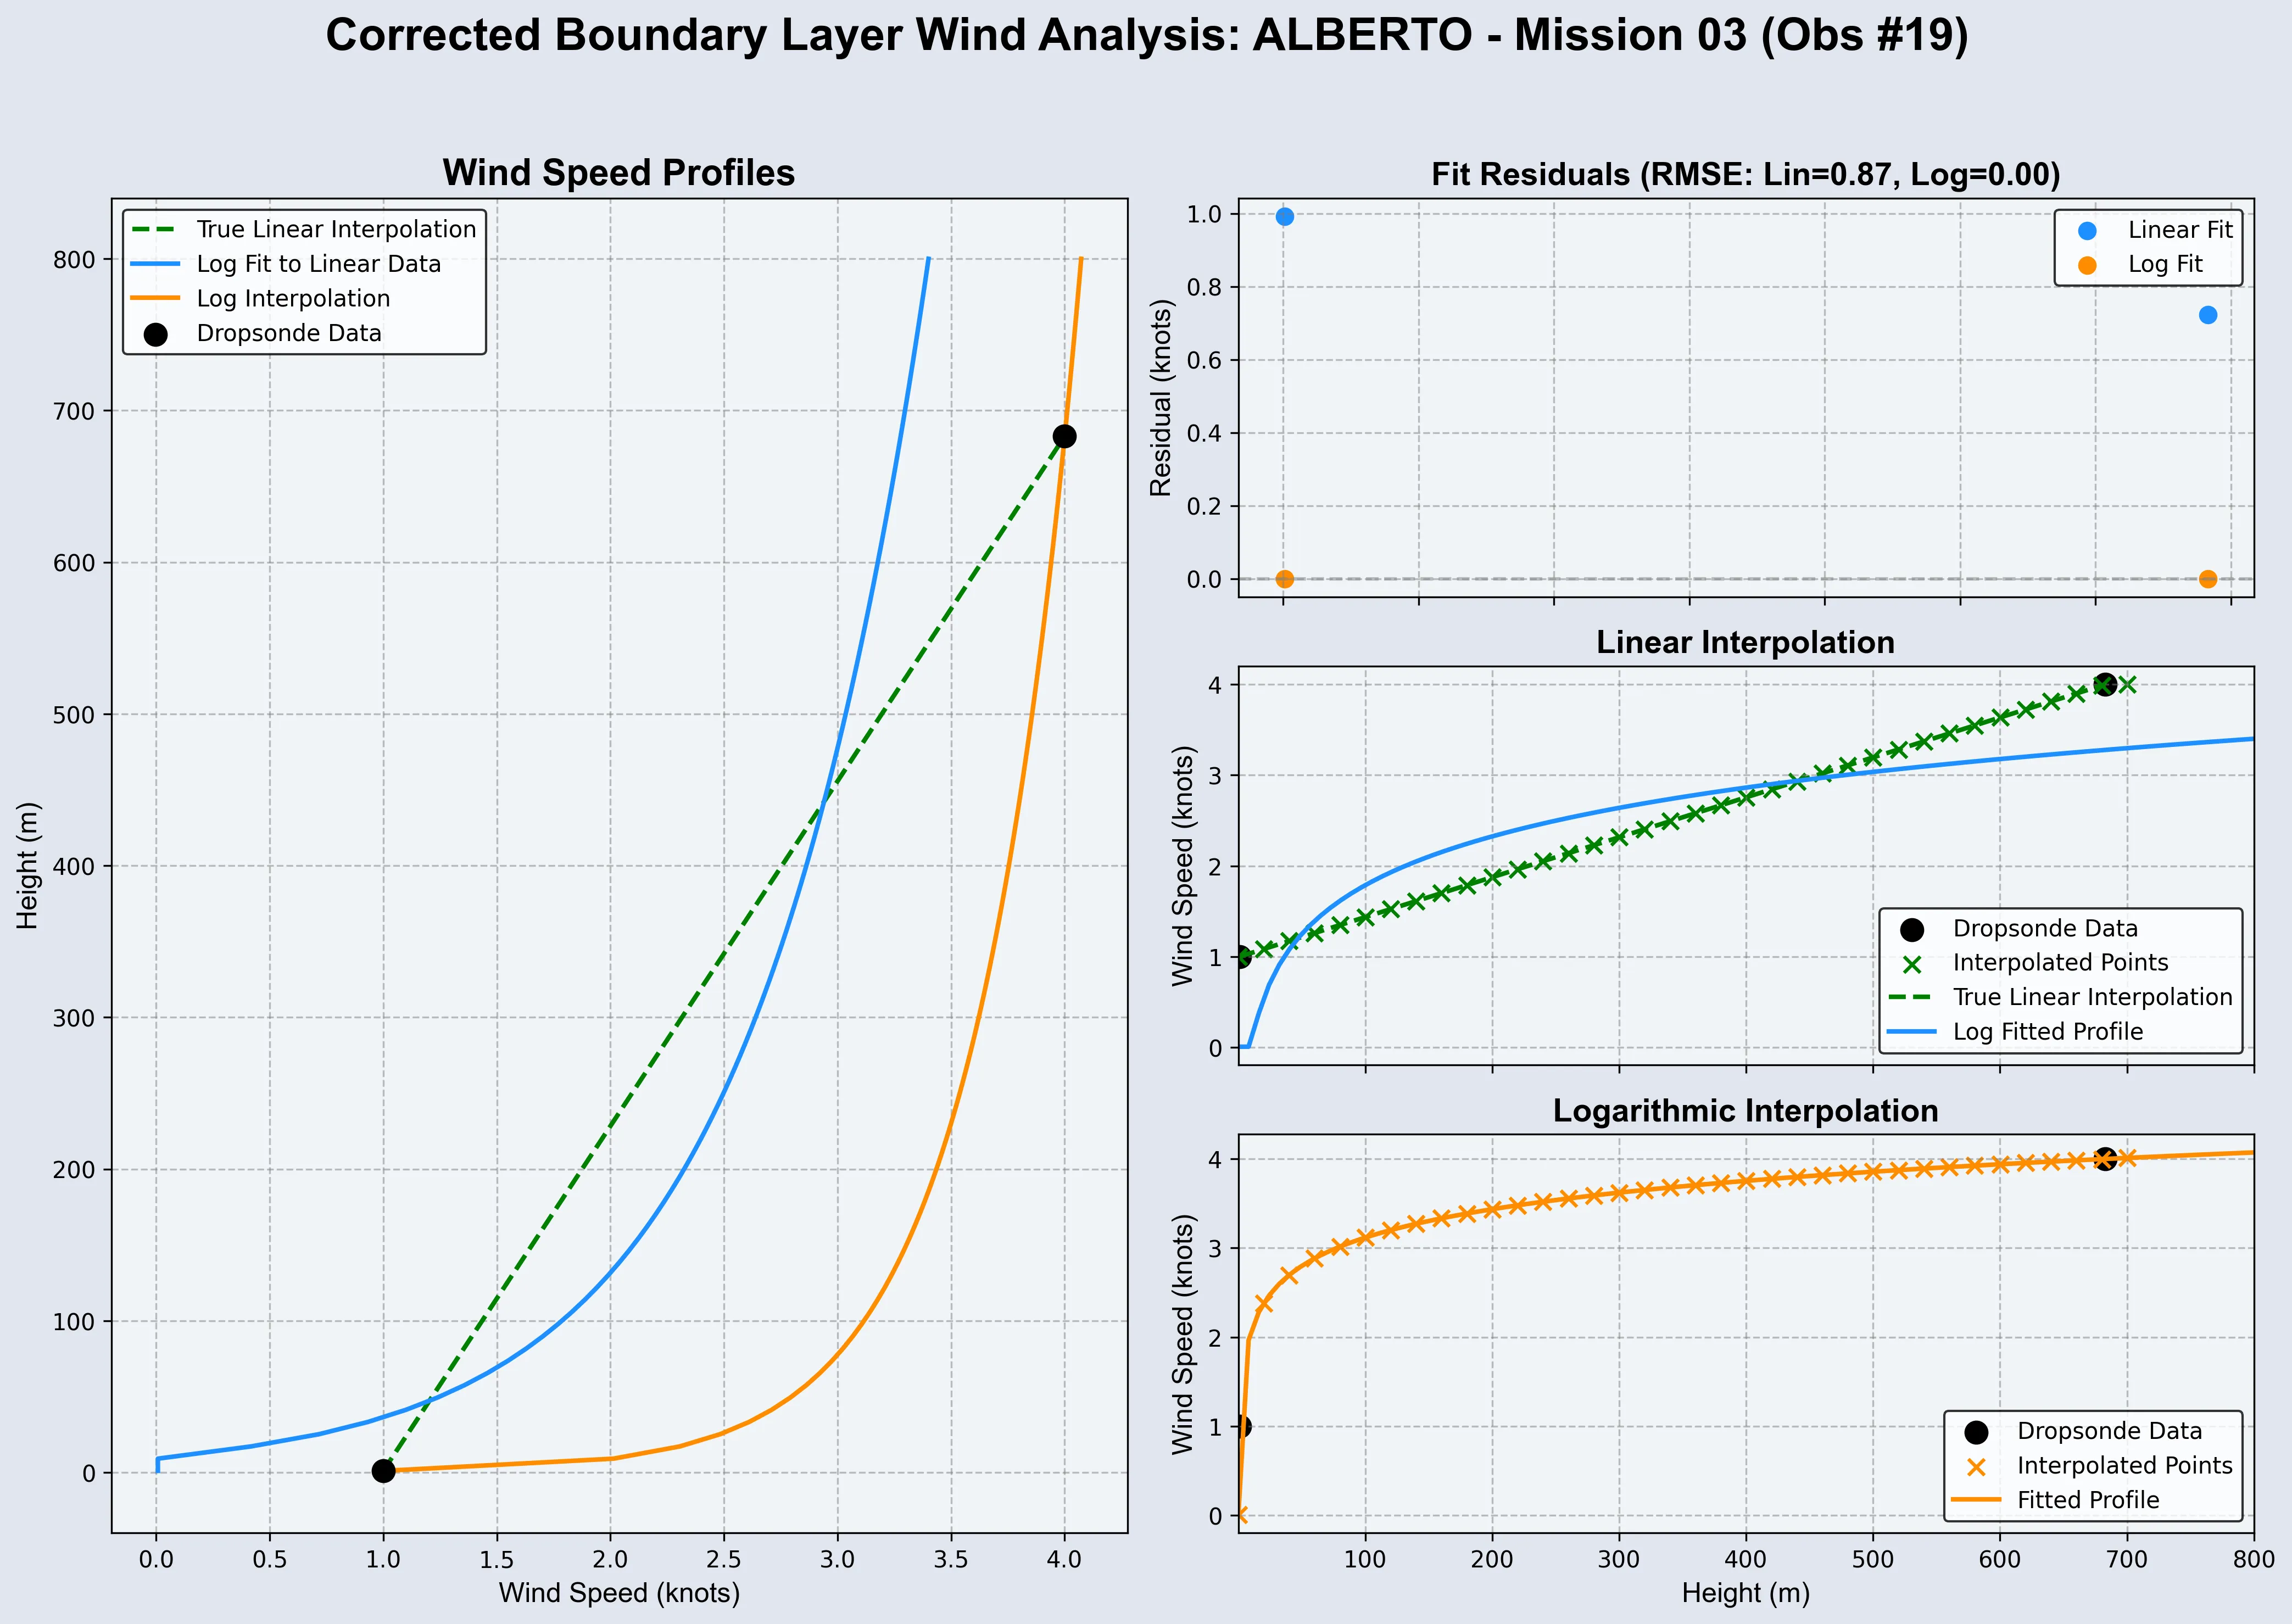 Corrected Boundary Layer Wind Analysis: ALBERTO - Mission 03 (Obs #19)
Wind Speed Profiles
True Linear Interpolation
Log Fit to Linear Data
Log Interpolation
Dropsonde Data
800
700
600
500
400
300
200
100
0
Height (m)
0.0 0.5 1.0 1.5 2.0 2.5 3.0 3.5 4.0
Wind Speed (knots)
Fit Residuals (RMSE: Lin=0.87, Log=0.00)
Linear Fit
Log Fit
1.0
0.8
0.6
0.4
0.2
0.0
Residual (knots)
Linear Interpolation
4
3
2
1
0
Wind Speed (knots)
Dropsonde Data
Interpolated Points
True Linear Interpolation
Log Fitted Profile
Logarithmic Interpolation
4
3
2
1
0
Wind Speed (knots)
Dropsonde Data
Interpolated Points
Fitted Profile
100 200 300 400 500 600 700 800
Height (m)